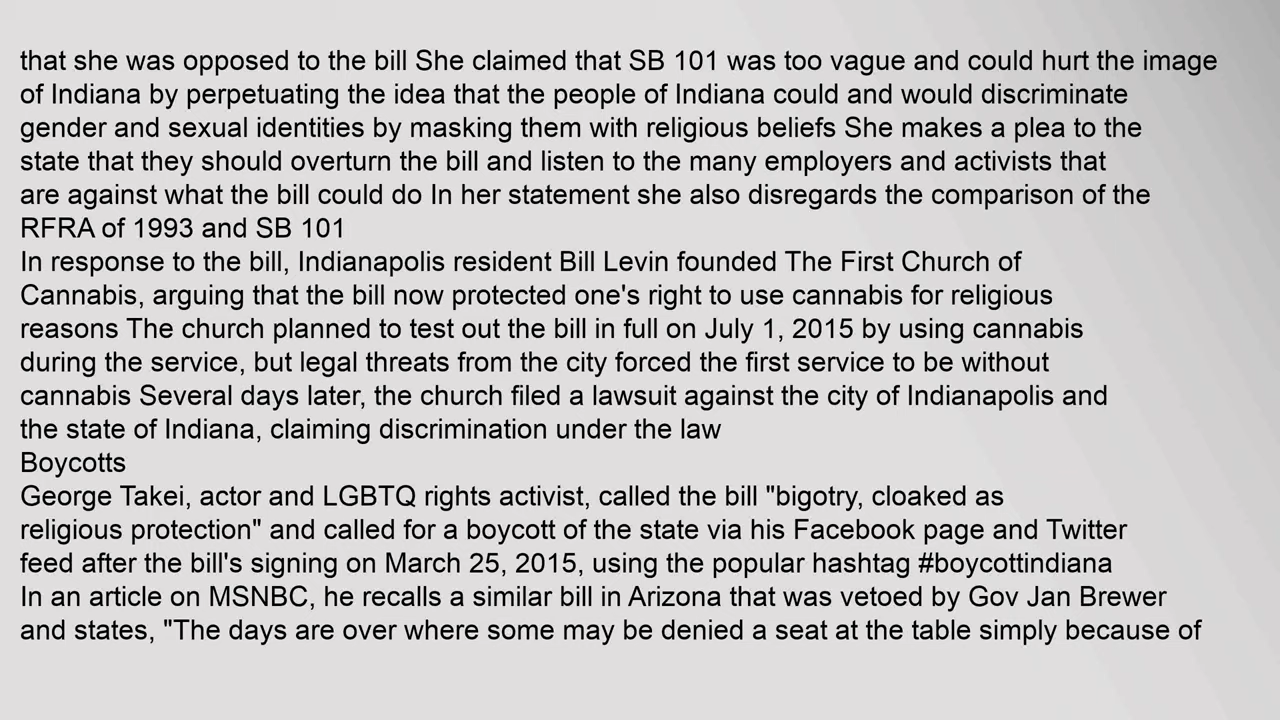 that she was opposed to the bill She claimed that SB 101 was too vague and could hurt the image
of Indiana by perpetuating the idea that the people of Indiana could and would discriminate
gender and sexual identities by masking them with religious beliefs She makes a plea to the
state that they should overturn the bill and listen to the many employers and activists that
are against what the bill could do In her statement she also disregards the comparison of the
RFRA of 1993 and SB 101
In response to the bill, Indianapolis resident Bill Levin founded The First Church of
Cannabis, arguing that the bill now protected one's right to use cannabis for religious
reasons The church planned to test out the bill in full on July 1, 2015 by using cannabis
during the service, but legal threats from the city forced the first service to be without
cannabis Several days later, the church filed a lawsuit against the city of Indianapolis and
the state of Indiana, claiming discrimination under the law
Boycotts
George Takei, actor and LGBTQ rights activist, called the bill "bigotry, cloaked as
religious protection" and called for a boycott of the state via his Facebook page and Twitter
feed after the bill's signing on March 25, 2015, using the popular hashtag #boycottindiana
In an article on MSNBC, he recalls a similar bill in Arizona that was vetoed by Gov Jan Brewer
and states, "The days are over where some may be denied a seat at the table simply because of